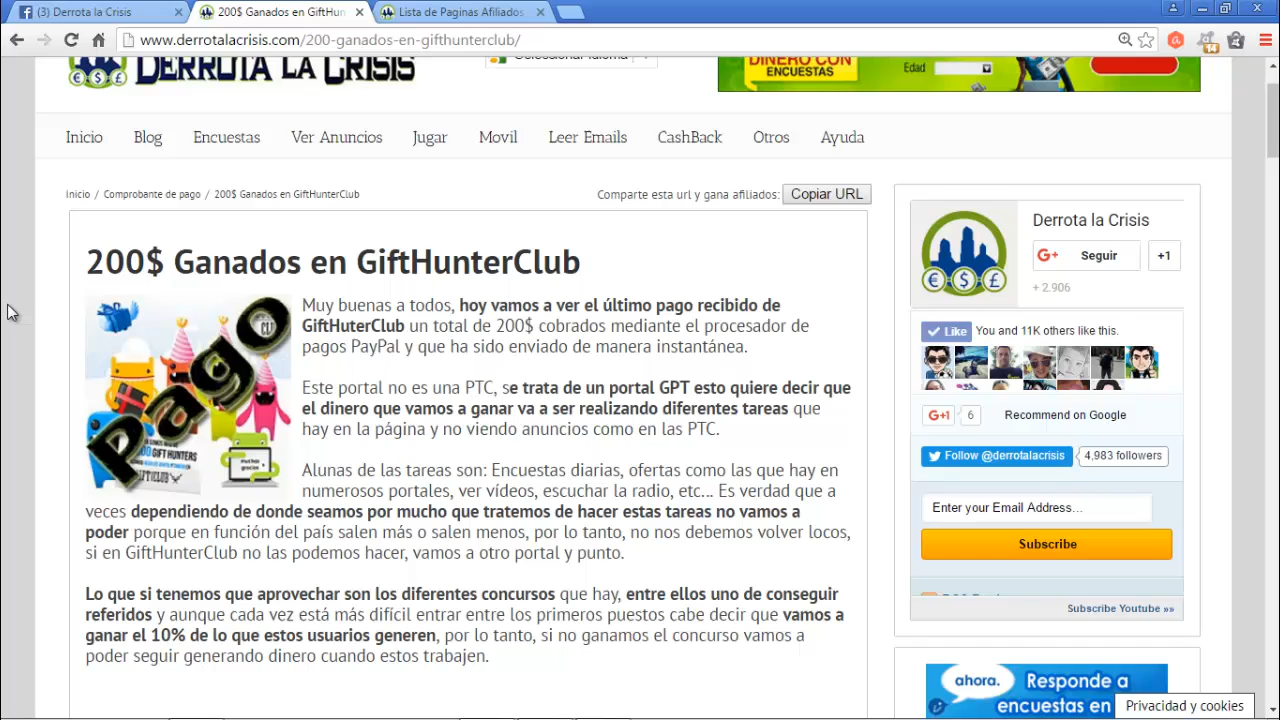 (3) Derrota la Crisis
200$ Ganados en GiftHun
Lista de Paginas Afiliados
www.derrotalacrisis.com/200-ganados-en-gifthunterclub/
14
DERROTA LA CRISIS
Seleccionar Idioma
DINERO CON
ENCUESTAS
Edad
Inicio
Blog
Encuestas
Ver Anuncios
Jugar
Movil
Leer Emails
CashBack
Otros
Ayuda
Inicio / Comprobante de pago / 200$ Ganados en GiftHunterClub
Comparte esta url y gana afiliados: Copiar URL
200$ Ganados en GiftHunterClub
Pago
CLU
muchas
gracias
Muy buenas a todos, hoy vamos a ver el último pago recibido de
GiftHuterClub un total de 200$ cobrados mediante el procesador de
pagos PayPal y que ha sido enviado de manera instantánea.
Este portal no es una PTC, se trata de un portal GPT esto quiere decir que
el dinero que vamos a ganar va a ser realizando diferentes tareas que
hay en la página y no viendo anuncios como en las PTC.
Alunas de las tareas son: Encuestas diarias, ofertas como las que hay en
numerosos portales, ver vídeos, escuchar la radio, etc... Es verdad que a
veces dependiendo de donde seamos por mucho que tratemos de hacer estas tareas no vamos a
poder porque en función del país salen más o salen menos, por lo tanto, no nos debemos volver locos,
si en GiftHunterClub no las podemos hacer, vamos a otro portal y punto.
Lo que si tenemos que aprovechar son los diferentes concursos que hay, entre ellos uno de conseguir
referidos y aunque cada vez está más difícil entrar entre los primeros puestos cabe decir que vamos a
ganar el 10% de lo que estos usuarios generen, por lo tanto, si no ganamos el concurso vamos a
poder seguir generando dinero cuando estos trabajen.
Derrota la Crisis
G+ Seguir
+1
+ 2.906
€ $ £
Like You and 11K others like this.
G+1 6 Recommend on Google
Follow @derrotalacrisis 4,983 followers
Enter your Email Address...
Subscribe
Subscribe Youtube »»
ahora.
Responde a
encuestas en
Privacidad y cookies